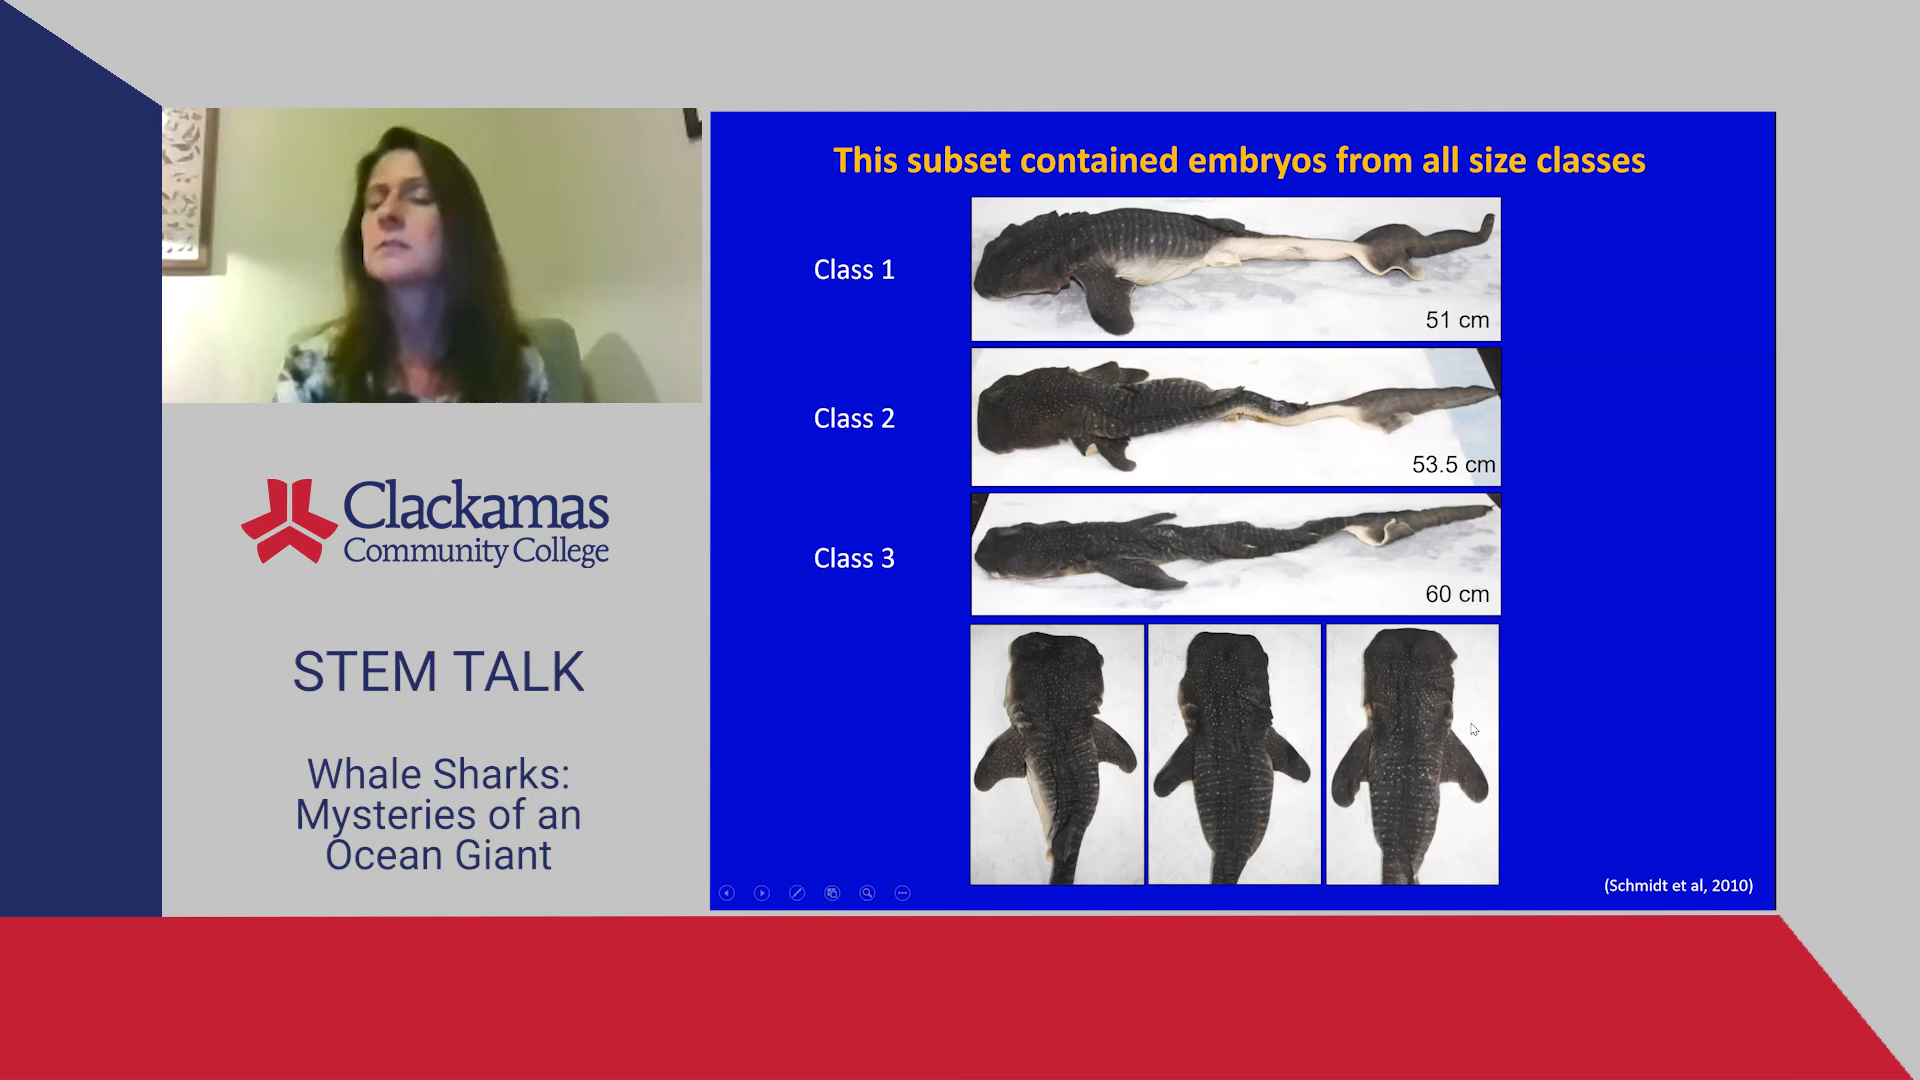 Clackamas
Community College
STEM TALK
Whale Sharks:
Mysteries of an
Ocean Giant
This subset contained embryos from all size classes
Class 1
51 cm
Class 2
53.5 cm
Class 3
60 cm
(Schmidt et al, 2010)